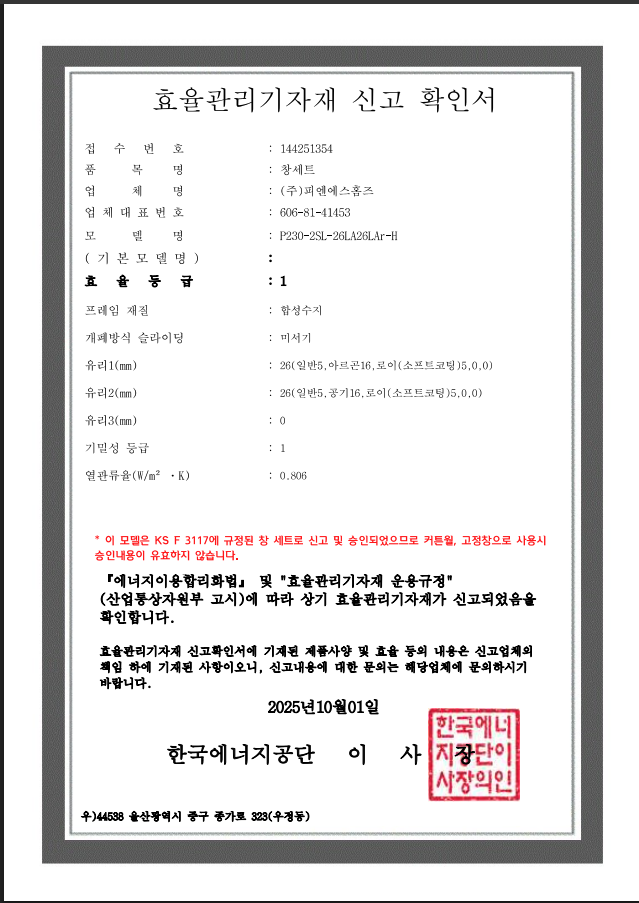 효율관리기자재 신고 확인서
접 수 번 호 : 144251354
품 목 명 : 창세트
업 체 명 : (주)피엔에스홈즈
업체대표번호 : 606-81-41453
모 델 명 : P230-2SL-26LA26LAr-H
( 기 본 모 델 명 ) :
효 율 등 급 : 1
프레임 재질 : 합성수지
개폐방식 슬라이딩 : 미서기
유리1(mm) : 26(일반5,아르곤16,로이(소프트코팅)5,0,0)
유리2(mm) : 26(일반5,공기16,로이(소프트코팅)5,0,0)
유리3(mm) : 0
기밀성 등급 : 1
열관류율(W/m² ·K) : 0.806
* 이 모델은 KS F 3117에 규정된 창 세트로 신고 및 승인되었으므로 커튼월, 고정창으로 사용시
승인내용이 유효하지 않습니다.
『에너지이용합리화법』 및 "효율관리기자재 운용규정"
(산업통상자원부 고시)에 따라 상기 효율관리기자재가 신고되었음을
확인합니다.
효율관리기자재 신고확인서에 기재된 제품사양 및 효율 등의 내용은 신고업체의
책임 하에 기재된 사항이오니, 신고내용에 대한 문의는 해당업체에 문의하시기
바랍니다.
2025년10월01일
한국에너지공단 이 사 장
한국에너
지공단이
사장의인
우)44538 울산광역시 중구 종가로 323(우정동)